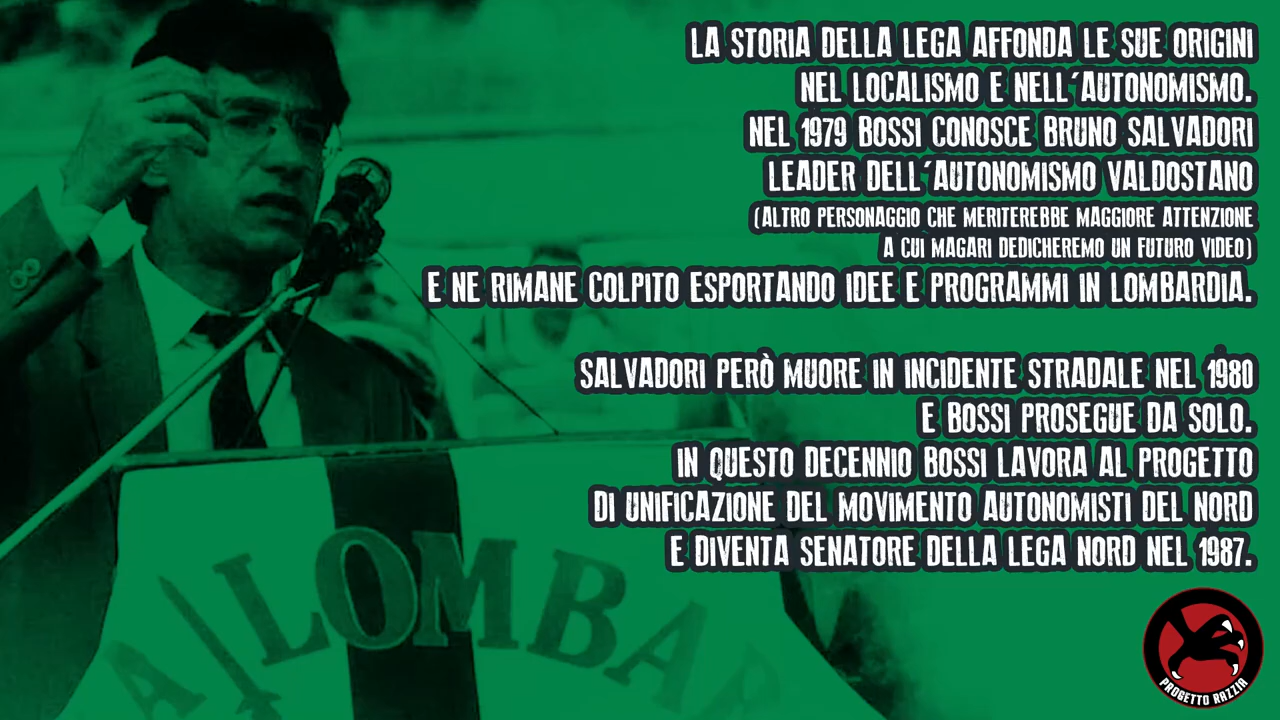 LA STORIA DELLA LEGA AFFONDA LE SUE ORIGINI
NEL LOCALISMO E NELL'AUTONOMISMO.
NEL 1979 BOSSI CONOSCE BRUNO SALVADORI
LEADER DELL'AUTONOMISMO VALDOSTANO
(ALTRO PERSONAGGIO CHE MERITEREBBE MAGGIORE ATTENZIONE
A CUI MAGARI DEDICHEREMO UN FUTURO VIDEO)
E NE RIMANE COLPITO ESPORTANDO IDEE E PROGRAMMI IN LOMBARDIA.
SALVADORI PERÒ MUORE IN INCIDENTE STRADALE NEL 1980
E BOSSI PROSEGUE DA SOLO.
IN QUESTO DECENNIO BOSSI LAVORA AL PROGETTO
DI UNIFICAZIONE DEL MOVIMENTO AUTONOMISTI DEL NORD
E DIVENTA SENATORE DELLA LEGA NORD NEL 1987.
A LOMBAR
PROGETTO RAZZIA